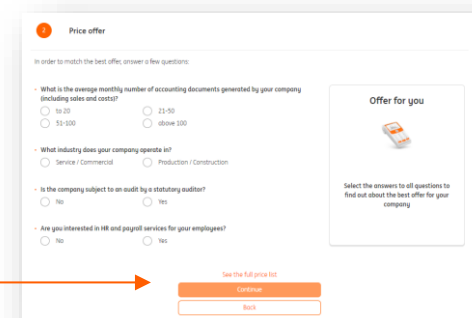 2 Price offer
In order to match the best offer, answer a few questions:
- What is the average monthly number of accounting documents generated by your company
(including sales and costs)?
to 20 21-50
51-100 above 100
- What industry does your company operate in?
Service / Commercial Production / Construction
- Is the company subject to an audit by a statutory auditor?
No Yes
- Are you interested in HR and payroll services for your employees?
No Yes
Offer for you
Select the answers to all questions to
find out about the best offer for your
company
See the full price list
Continue
Back